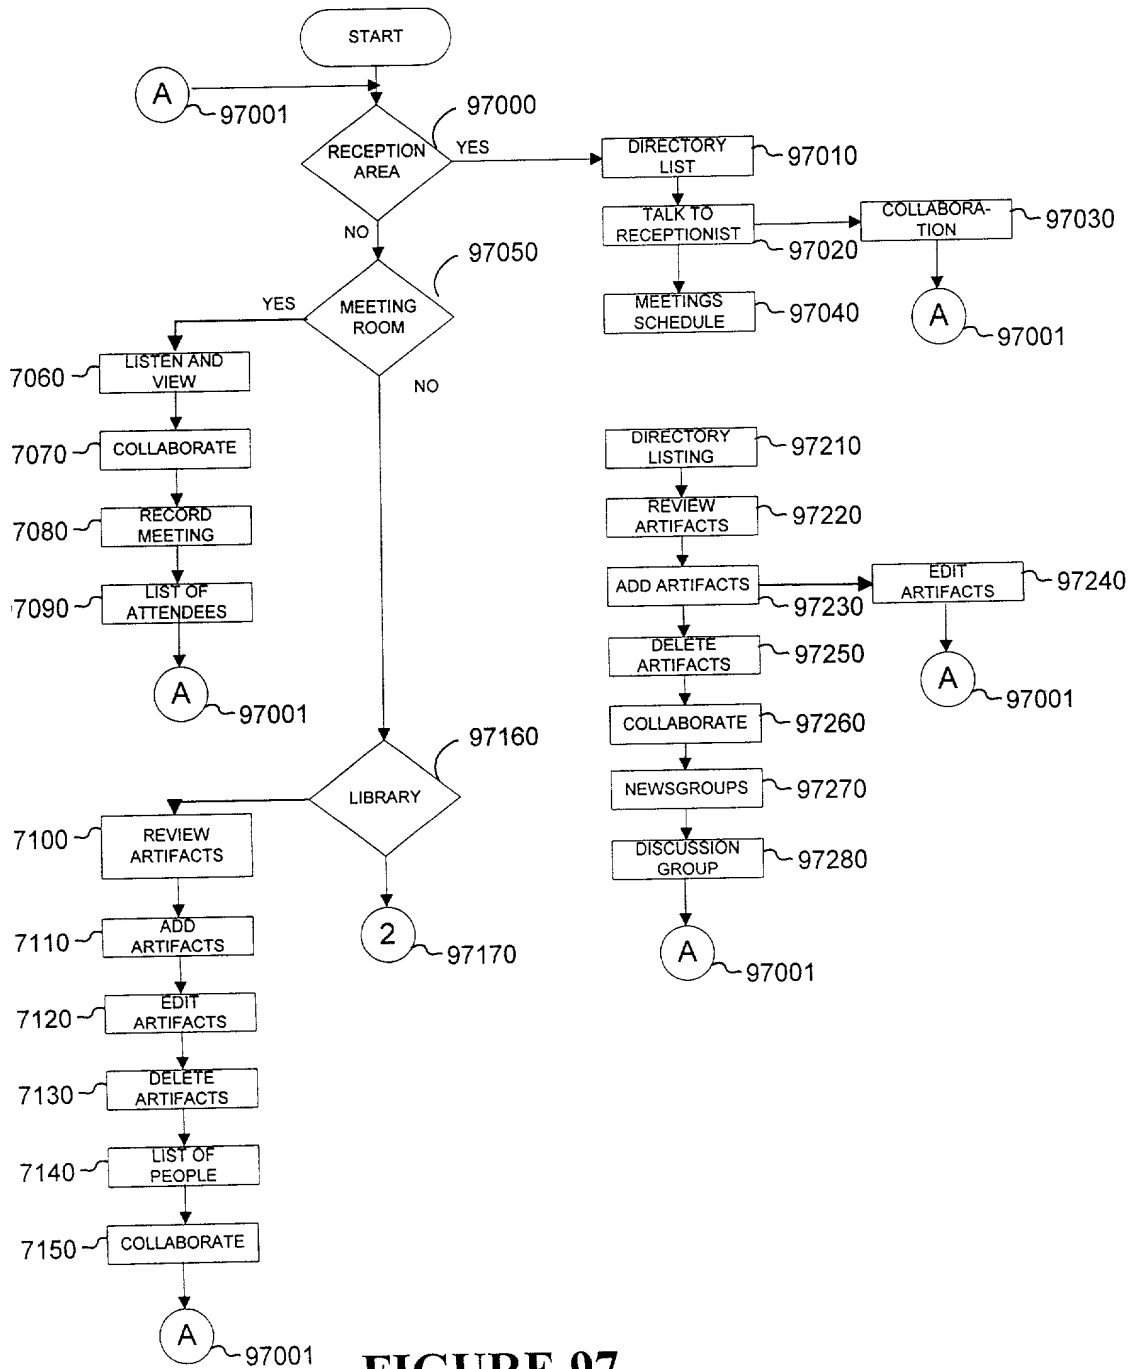 START
A
97001
97000
RECEPTION
AREA
YES
NO
DIRECTORY
LIST
97010
TALK TO
RECEPTIONIST
97020
COLLABORA-
TION
97030
A
97001
MEETINGS
SCHEDULE
97040
97050
MEETING
ROOM
YES
NO
7060
LISTEN AND
VIEW
7070
COLLABORATE
7080
RECORD
MEETING
7090
LIST OF
ATTENDEES
A
97001
97160
LIBRARY
2
97170
7100
REVIEW
ARTIFACTS
7110
ADD
ARTIFACTS
7120
EDIT
ARTIFACTS
7130
DELETE
ARTIFACTS
7140
LIST OF
PEOPLE
7150
COLLABORATE
A
97001
DIRECTORY
LISTING
97210
REVIEW
ARTIFACTS
97220
ADD ARTIFACTS
97230
EDIT
ARTIFACTS
97240
A
97001
DELETE
ARTIFACTS
97250
COLLABORATE
97260
NEWSGROUPS
97270
DISCUSSION
GROUP
97280
A
97001
FIGURE 97